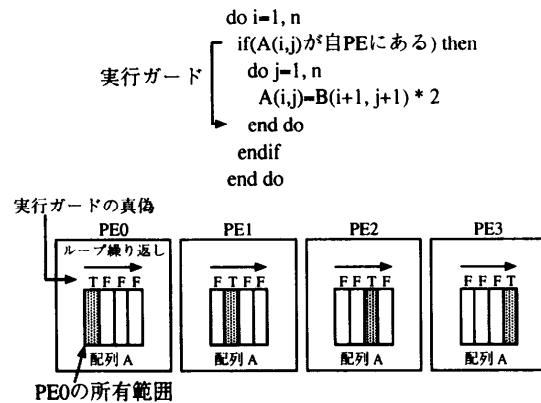 do i=1, n
if(A(i,j)が自PEにある) then
実行ガード
do j=1, n
A(i,j)=B(i+1, j+1) * 2
end do
endif
end do
実行ガードの真偽
PE0 PE1 PE2 PE3
ループ繰り返し
T F F F F T F F F F T F F F F T
配列 A 配列 A 配列 A 配列 A
PE0の所有範囲